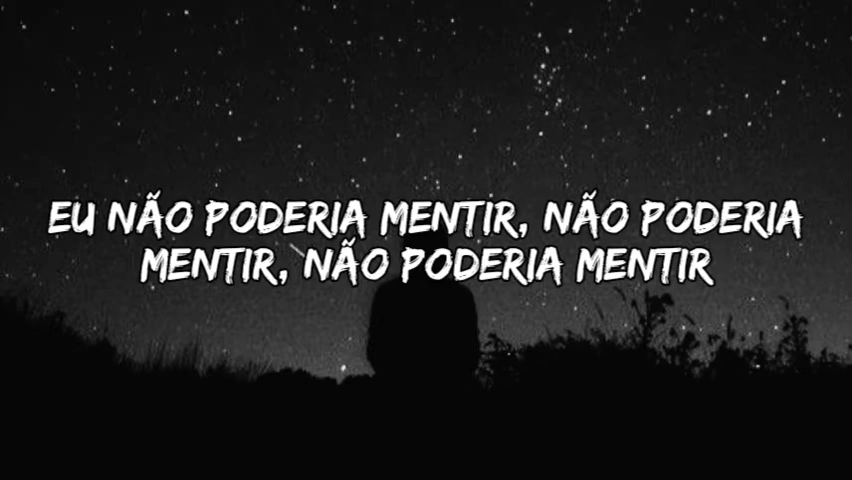 EU NÃO PODERIA MENTIR, NÃO PODERIA
MENTIR, NÃO PODERIA MENTIR